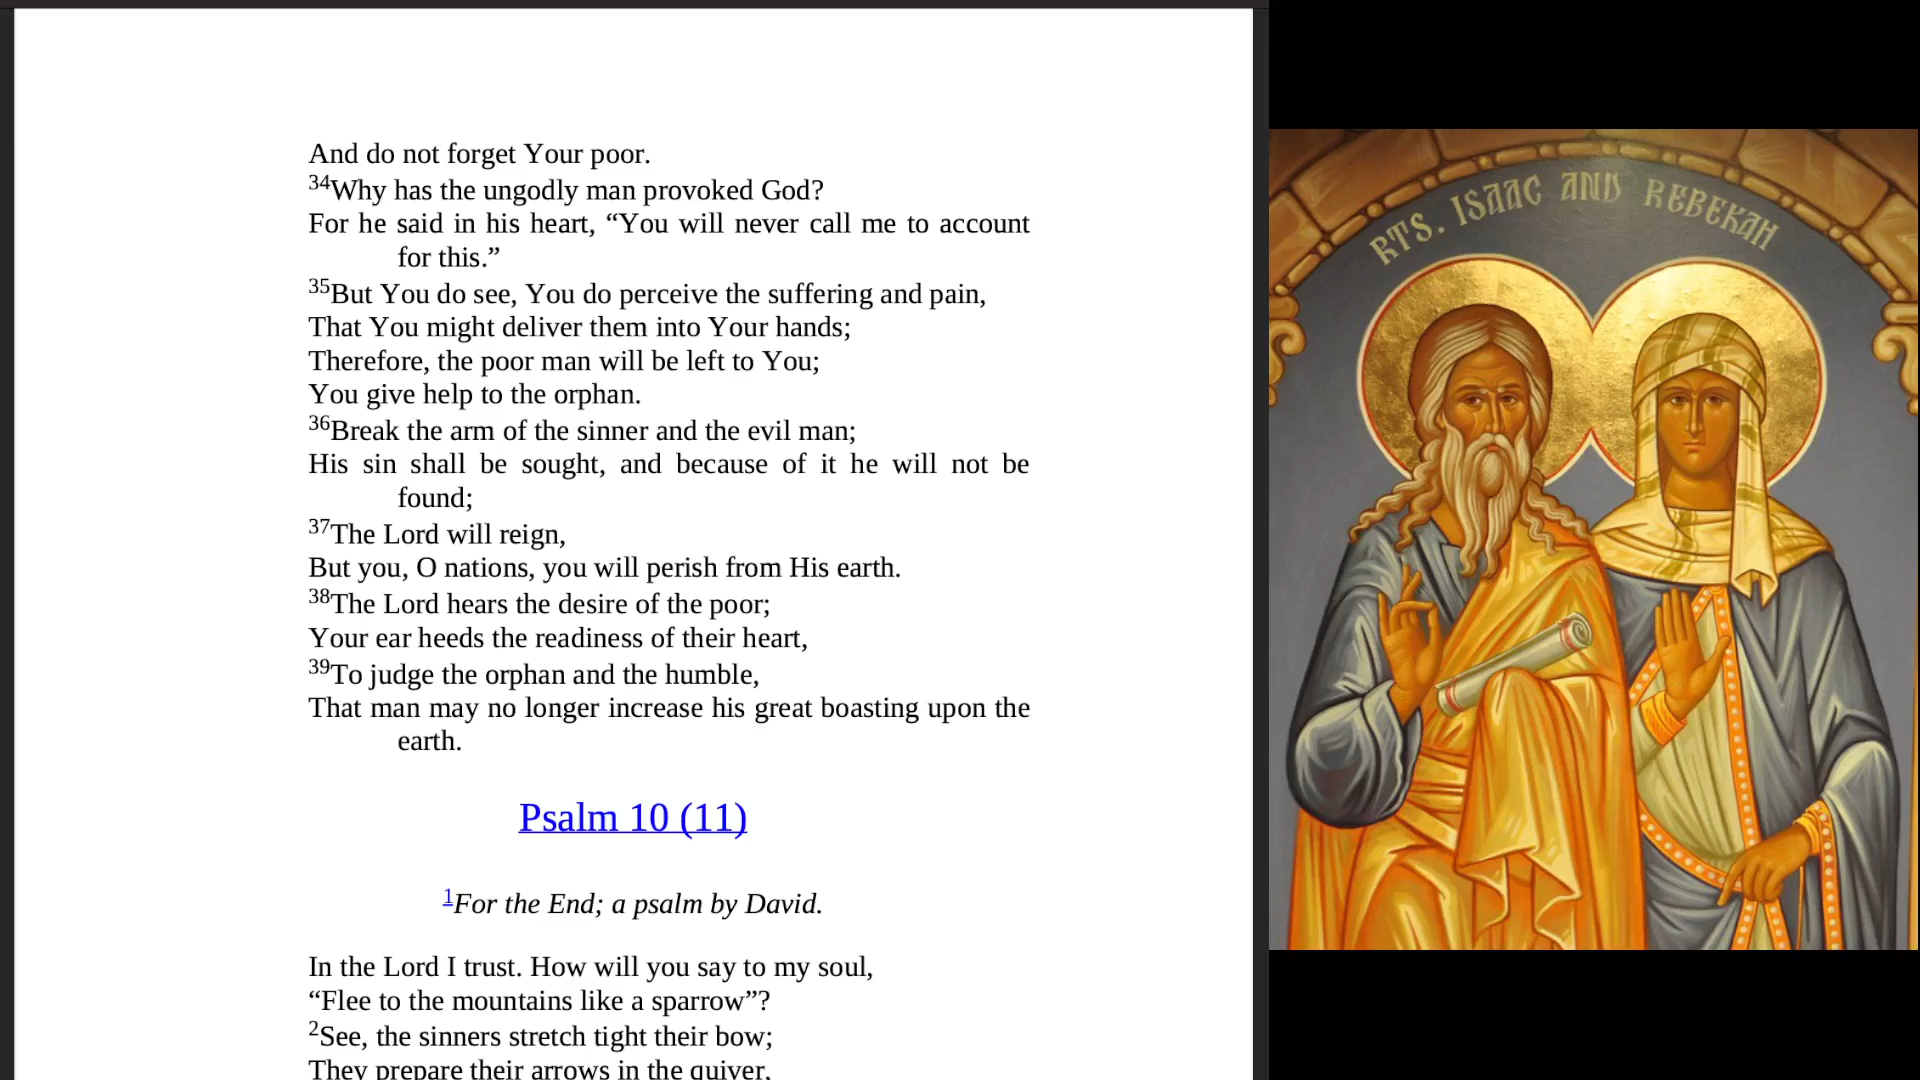 And do not forget Your poor.
34Why has the ungodly man provoked God?
For he said in his heart, “You will never call me to account
for this.”
35But You do see, You do perceive the suffering and pain,
That You might deliver them into Your hands;
Therefore, the poor man will be left to You;
You give help to the orphan.
36Break the arm of the sinner and the evil man;
His sin shall be sought, and because of it he will not be
found;
37The Lord will reign,
But you, O nations, you will perish from His earth.
38The Lord hears the desire of the poor;
Your ear heeds the readiness of their heart,
39To judge the orphan and the humble,
That man may no longer increase his great boasting upon the
earth.
Psalm 10 (11)
1For the End; a psalm by David.
In the Lord I trust. How will you say to my soul,
“Flee to the mountains like a sparrow”?
2See, the sinners stretch tight their bow;
They prepare their arrows in the quiver,
RTS. ISAAC AND REBEKAH